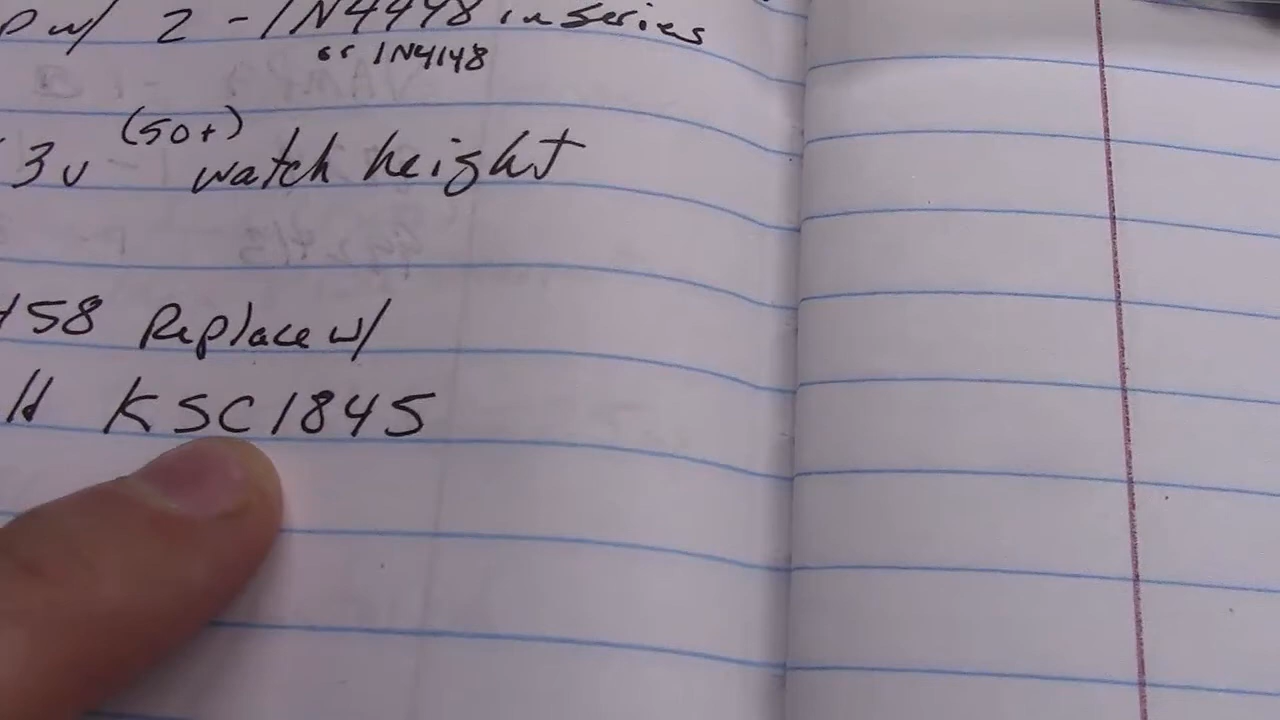 w/ 2 - 1N4448 in series
or 1N4148
(50+)
3v watch height
458 Replace w/
KSC1845